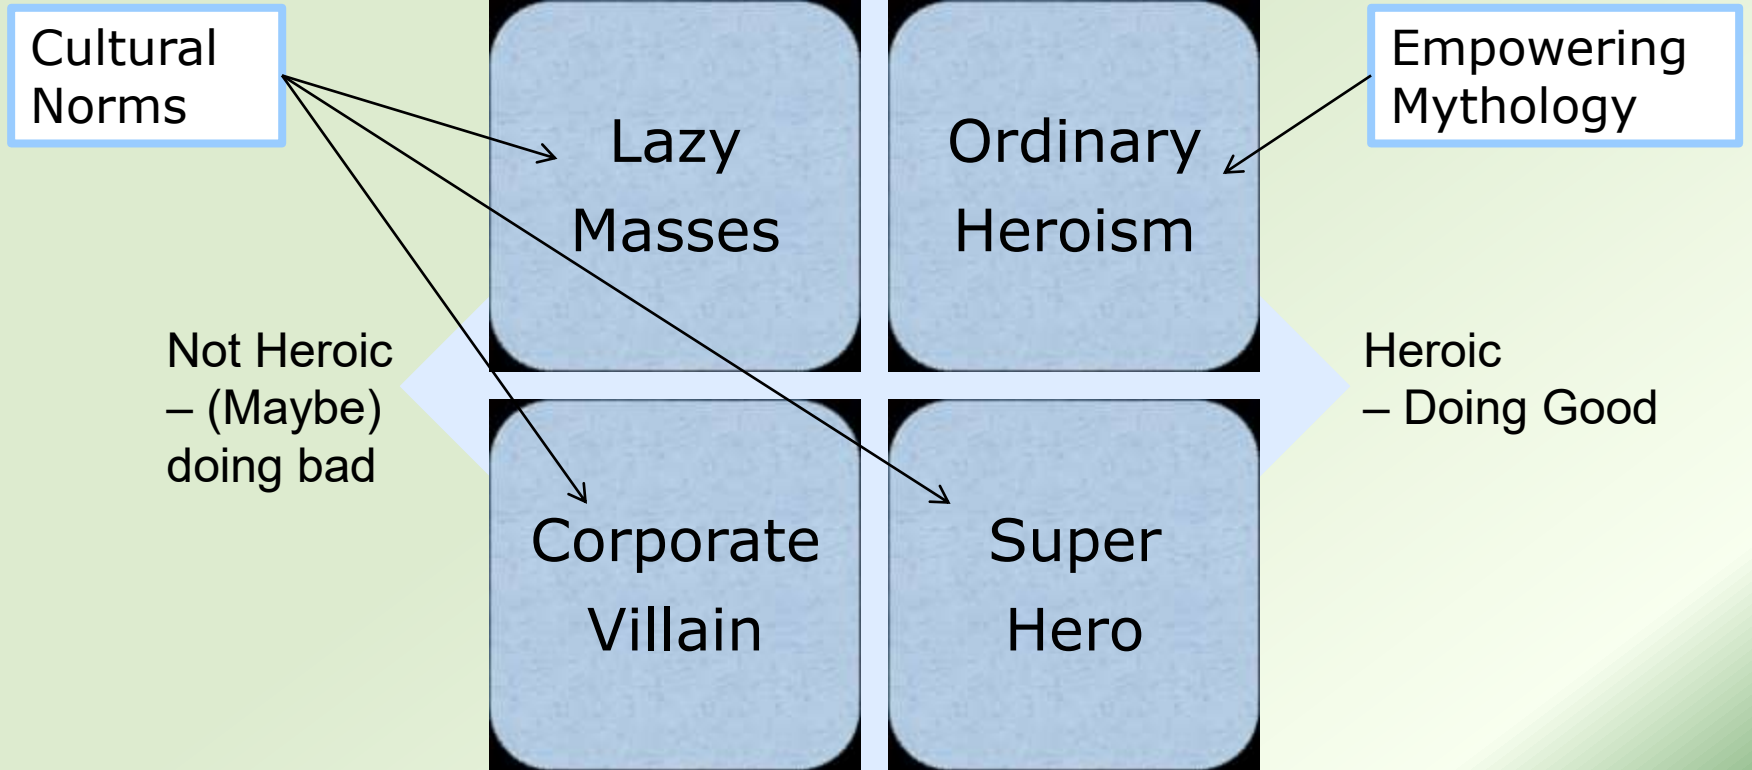 Cultural
Norms
Lazy
Masses
Ordinary
Heroism
Empowering
Mythology
Not Heroic
– (Maybe)
doing bad
Heroic
– Doing Good
Corporate
Villain
Super
Hero